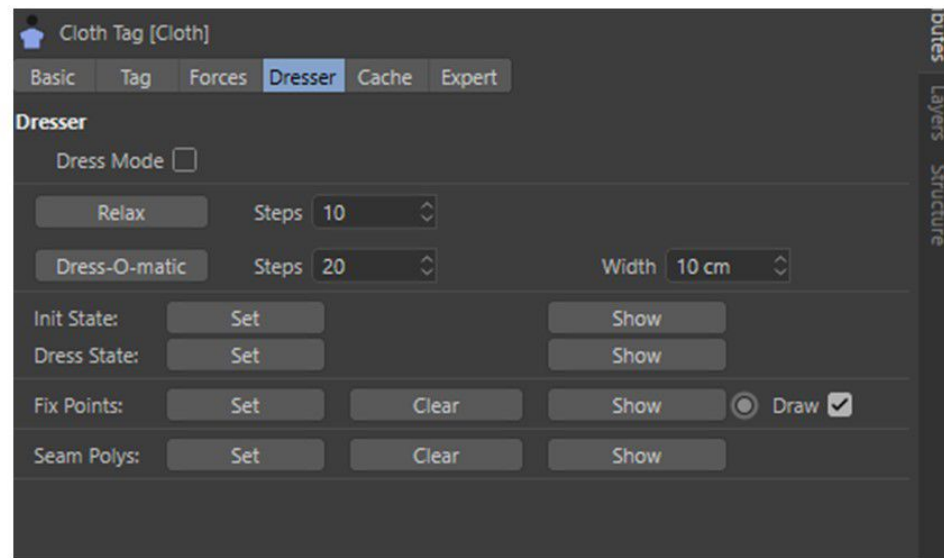 Cloth Tag [Cloth]
Basic Tag Forces Dresser Cache Expert
Dresser
Dress Mode
Relax Steps 10
Dress-O-matic Steps 20 Width 10 cm
Init State: Set Show
Dress State: Set Show
Fix Points: Set Clear Show Draw
Seam Polys: Set Clear Show
Layers
Structure